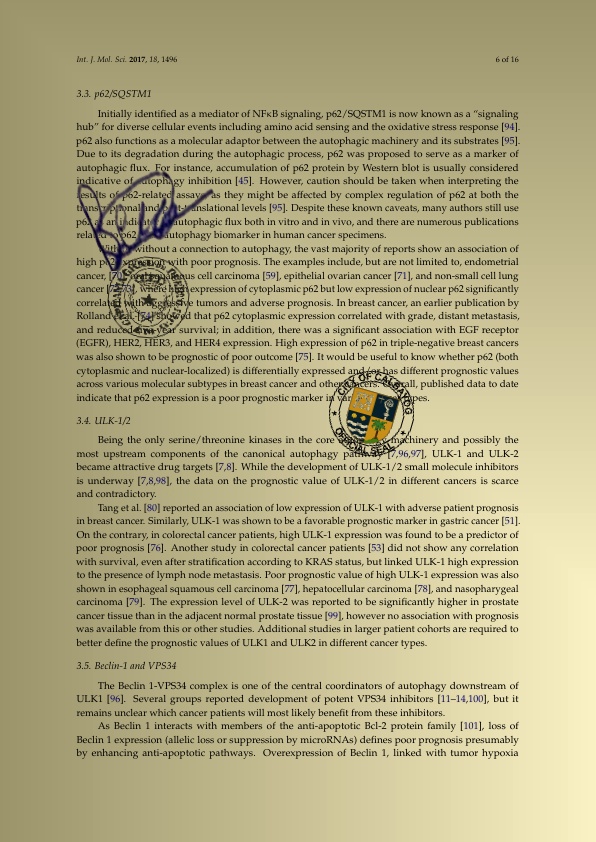 Int. J. Mol. Sci. 2017, 18, 1496 6 of 16
3.3. p62/SQSTM1
Initially identified as a mediator of NFκB signaling, p62/SQSTM1 is now known as a “signaling
hub” for diverse cellular events including amino acid sensing and the oxidative stress response [94].
p62 also functions as a molecular adaptor between the autophagic machinery and its substrates [95].
Due to its degradation during the autophagic process, p62 was proposed to serve as a marker of
autophagic flux. For instance, accumulation of p62 protein by Western blot is usually considered
indicative of autophagy inhibition [45]. However, caution should be taken when interpreting the
results of p62-related assays as they might be affected by complex regulation of p62 at both the
transcriptional and post-translational levels [95]. Despite these known caveats, many authors still use
p62 as an indicator autophagic flux both in vitro and in vivo, and there are numerous publications
related p62 autophagy biomarker in human cancer specimens.
With without a connection to autophagy, the vast majority of reports show an association of
high p62 expression with poor prognosis. The examples include, but are not limited to, endometrial
cancer, squamous cell carcinoma [59], epithelial ovarian cancer [71], and non-small cell lung
cancer where high expression of cytoplasmic p62 but low expression of nuclear p62 significantly
correlated with aggressive tumors and adverse prognosis. In breast cancer, an earlier publication by
Rolland et al. [74] showed that p62 cytoplasmic expression correlated with grade, distant metastasis,
and reduced year survival; in addition, there was a significant association with EGF receptor
(EGFR), HER2, HER3, and HER4 expression. High expression of p62 in triple-negative breast cancers
was also shown to be prognostic of poor outcome [75]. It would be useful to know whether p62 (both
cytoplasmic and nuclear-localized) is differentially expressed and/or has different prognostic values
across various molecular subtypes in breast cancer and other cancers. Overall, published data to date
indicate that p62 expression is a poor prognostic marker in types.
CITY OF CALBAYOG
OFFICIAL SEAL
3.4. ULK-1/2
Being the only serine/threonine kinases in the core machinery and possibly the
most upstream components of the canonical autophagy pathway [7,96,97], ULK-1 and ULK-2
became attractive drug targets [7,8]. While the development of ULK-1/2 small molecule inhibitors
is underway [7,8,98], the data on the prognostic value of ULK-1/2 in different cancers is scarce
and contradictory.
Tang et al. [80] reported an association of low expression of ULK-1 with adverse patient prognosis
in breast cancer. Similarly, ULK-1 was shown to be a favorable prognostic marker in gastric cancer [51].
On the contrary, in colorectal cancer patients, high ULK-1 expression was found to be a predictor of
poor prognosis [76]. Another study in colorectal cancer patients [53] did not show any correlation
with survival, even after stratification according to KRAS status, but linked ULK-1 high expression
to the presence of lymph node metastasis. Poor prognostic value of high ULK-1 expression was also
shown in esophageal squamous cell carcinoma [77], hepatocellular carcinoma [78], and nasopharygeal
carcinoma [79]. The expression level of ULK-2 was reported to be significantly higher in prostate
cancer tissue than in the adjacent normal prostate tissue [99], however no association with prognosis
was available from this or other studies. Additional studies in larger patient cohorts are required to
better define the prognostic values of ULK1 and ULK2 in different cancer types.
3.5. Beclin-1 and VPS34
The Beclin 1-VPS34 complex is one of the central coordinators of autophagy downstream of
ULK1 [96]. Several groups reported development of potent VPS34 inhibitors [11–14,100], but it
remains unclear which cancer patients will most likely benefit from these inhibitors.
As Beclin 1 interacts with members of the anti-apoptotic Bcl-2 protein family [101], loss of
Beclin 1 expression (allelic loss or suppression by microRNAs) defines poor prognosis presumably
by enhancing anti-apoptotic pathways. Overexpression of Beclin 1, linked with tumor hypoxia